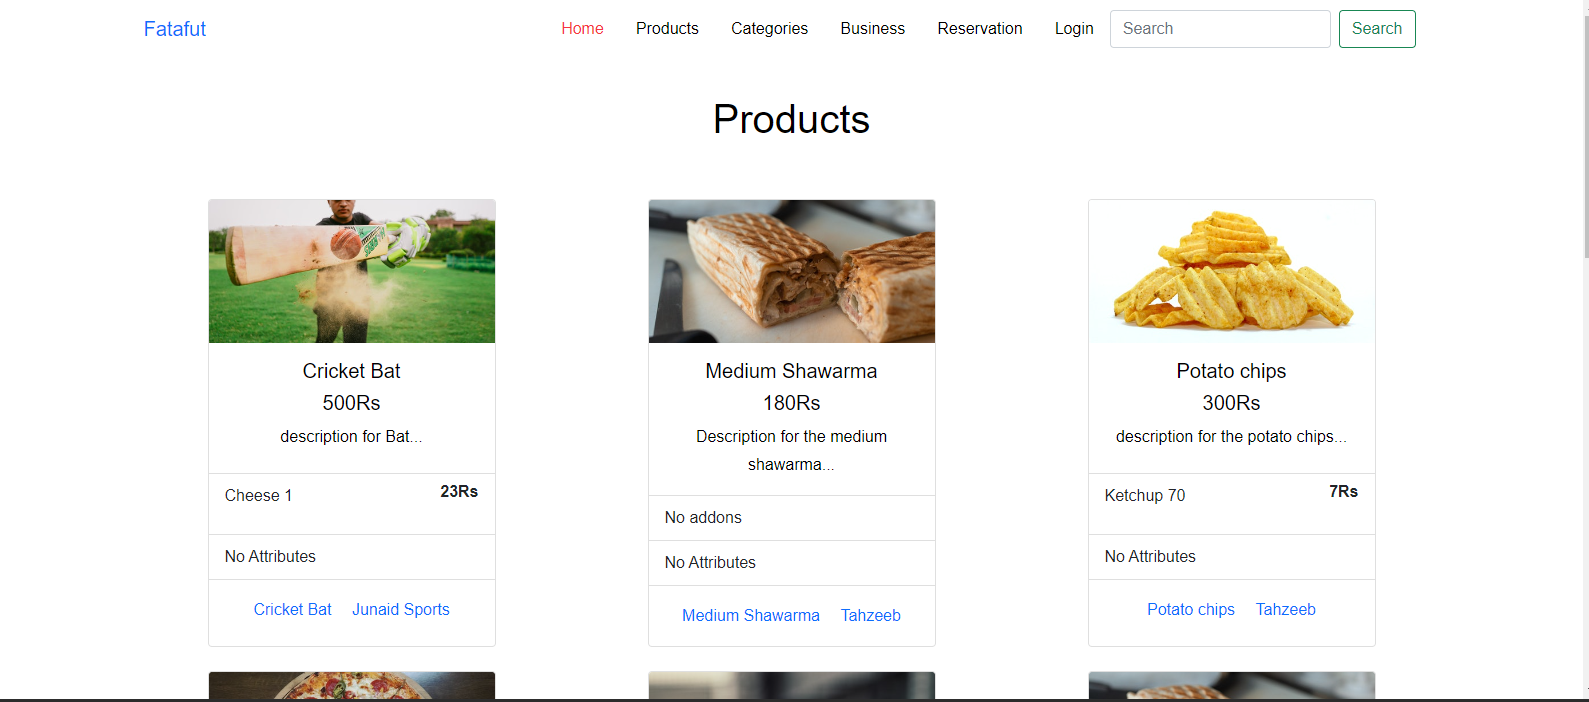 Fatafut
Home Products Categories Business Reservation Login Search Search
Products
Cricket Bat
500Rs
description for Bat...
Cheese 1 23Rs
No Attributes
Cricket Bat Junaid Sports
Medium Shawarma
180Rs
Description for the medium
shawarma...
No addons
No Attributes
Medium Shawarma Tahzeeb
Potato chips
300Rs
description for the potato chips...
Ketchup 70 7Rs
No Attributes
Potato chips Tahzeeb